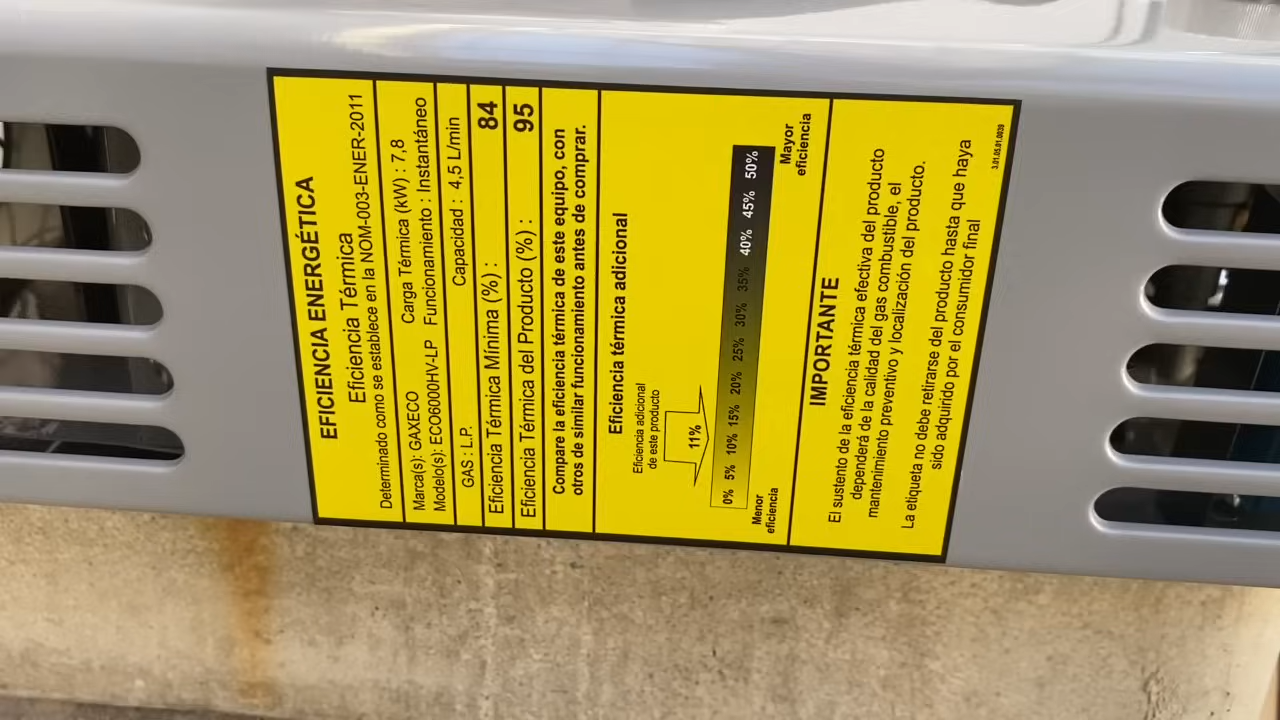 EFICIENCIA ENERGÉTICA
Eficiencia Térmica
Determinado como se establece en la NOM-003-ENER-2011
Marca(s): GAXECO Carga Térmica (kW) : 7,8
Modelo(s): ECO6000HV-LP Funcionamiento : Instantáneo
GAS : L.P. Capacidad : 4,5 L/min
Eficiencia Térmica Mínima (%) : 84
Eficiencia Térmica del Producto (%) : 95
Compare la eficiencia térmica de este equipo, con
otros de similar funcionamiento antes de comprar.
Eficiencia térmica adicional
Eficiencia adicional
de este producto
11%
0% 5% 10% 15% 20% 25% 30% 35% 40% 45% 50%
Menor
eficiencia
Mayor
eficiencia
IMPORTANTE
El sustento de la eficiencia térmica efectiva del producto
dependerá de la calidad del gas combustible, el
mantenimiento preventivo y localización del producto.
La etiqueta no debe retirarse del producto hasta que haya
sido adquirido por el consumidor final
3.01.05.01.0039